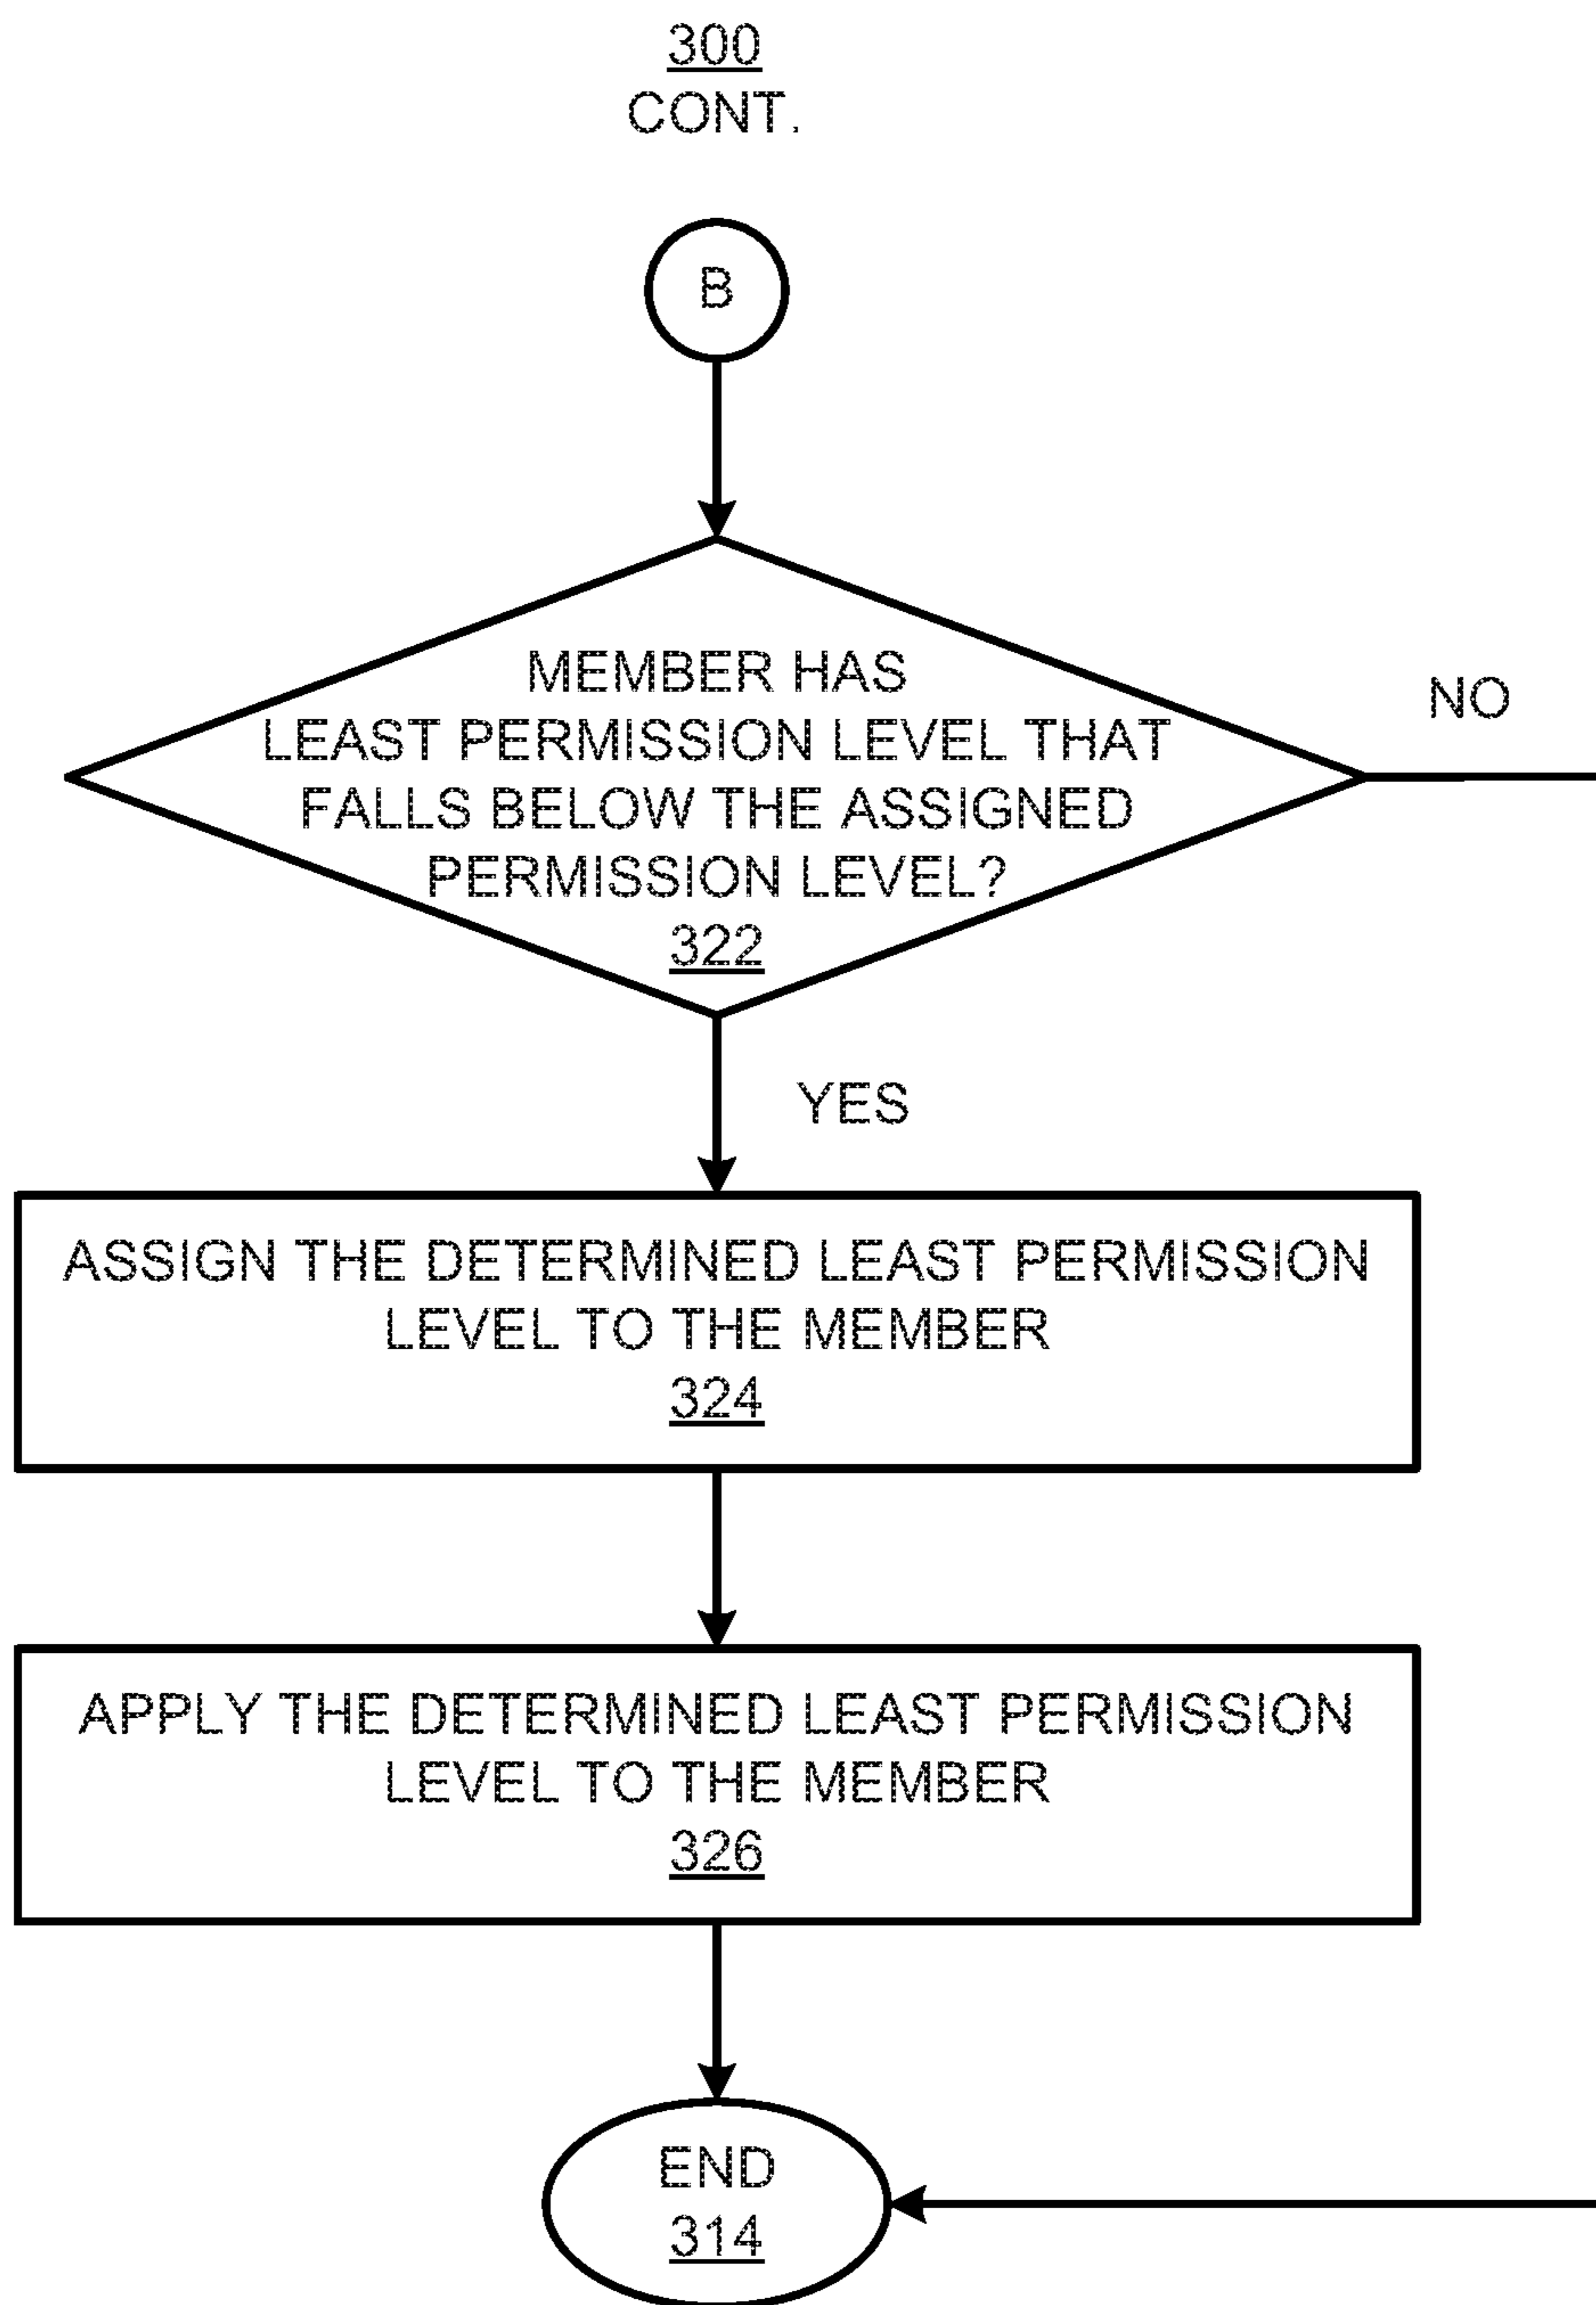 300
CONT.
B
MEMBER HAS
LEAST PERMISSION LEVEL THAT
FALLS BELOW THE ASSIGNED
PERMISSION LEVEL?
322
NO
YES
ASSIGN THE DETERMINED LEAST PERMISSION
LEVEL TO THE MEMBER
324
APPLY THE DETERMINED LEAST PERMISSION
LEVEL TO THE MEMBER
326
END
314